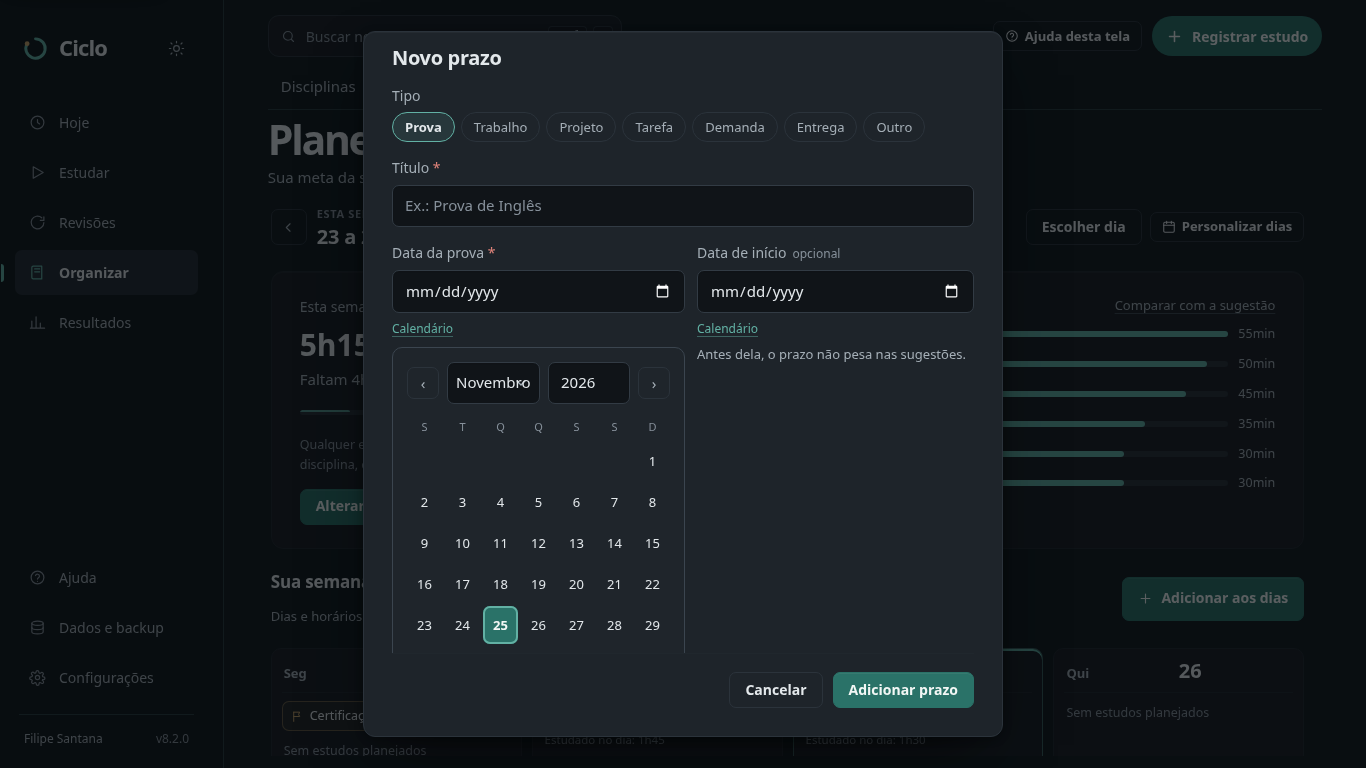 Ciclo
Buscar n
Ajuda desta tela
Registrar estudo
Disciplinas
Hoje
Estudar
Revisões
Organizar
Resultados
Ajuda
Dados e backup
Configurações
Filipe Santana
v8.2.0
Plane
Sua meta da s
ESTA SE
23 a
Escolher dia
Personalizar dias
Esta sema
5h15
Faltam 4
Qualquer e
disciplina,
Alterar
Comparar com a sugestão
55min
50min
45min
35min
30min
30min
Sua semana
Dias e horários
Adicionar aos dias
Seg
Certificaç
Sem estudos planejados
Estudado no dia: 1h45
Estudado no dia: 1h30
Qui 26
Sem estudos planejados
Novo prazo
Tipo
Prova Trabalho Projeto Tarefa Demanda Entrega Outro
Título *
Ex.: Prova de Inglês
Data da prova * Data de início opcional
mm/dd/yyyy mm/dd/yyyy
Calendário Calendário
Antes dela, o prazo não pesa nas sugestões.
‹ Novembro 2026 ›
S T Q Q S S D
1
2 3 4 5 6 7 8
9 10 11 12 13 14 15
16 17 18 19 20 21 22
23 24 25 26 27 28 29
Cancelar Adicionar prazo